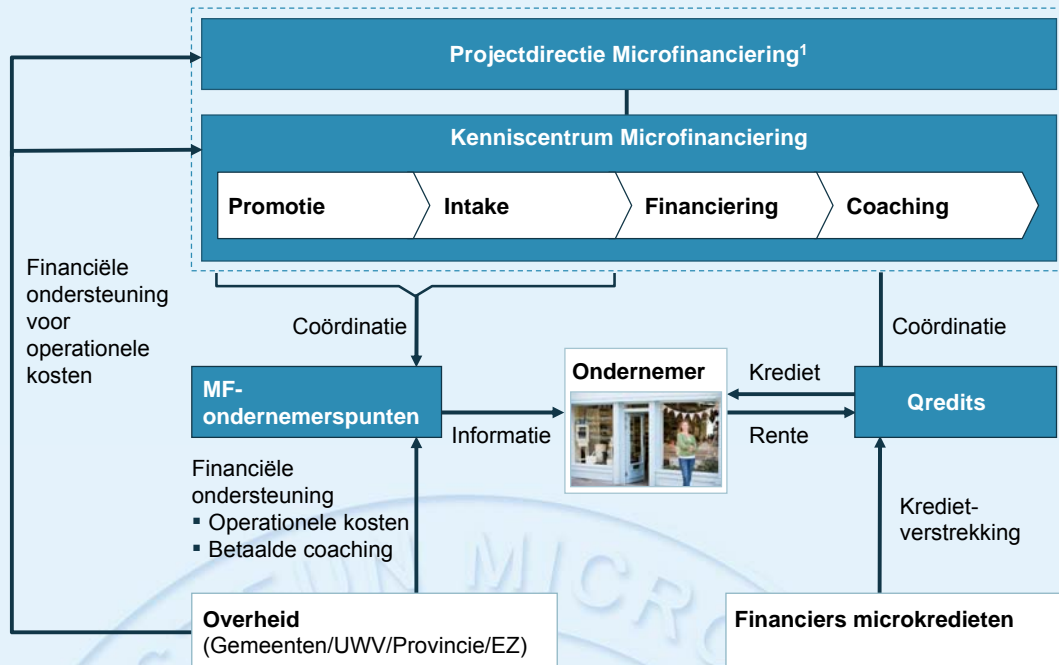 Projectdirectie Microfinanciering¹
Kenniscentrum Microfinanciering
Promotie
Intake
Financiering
Coaching
Financiële
ondersteuning
voor
operationele
kosten
Coördinatie
Coördinatie
MF-
ondernemerspunten
Informatie
Ondernemer
Krediet
Rente
Qredits
Financiële
ondersteuning
▪ Operationele kosten
▪ Betaalde coaching
Krediet-
verstrekking
Overheid
(Gemeenten/UWV/Provincie/EZ)
Financiers microkredieten